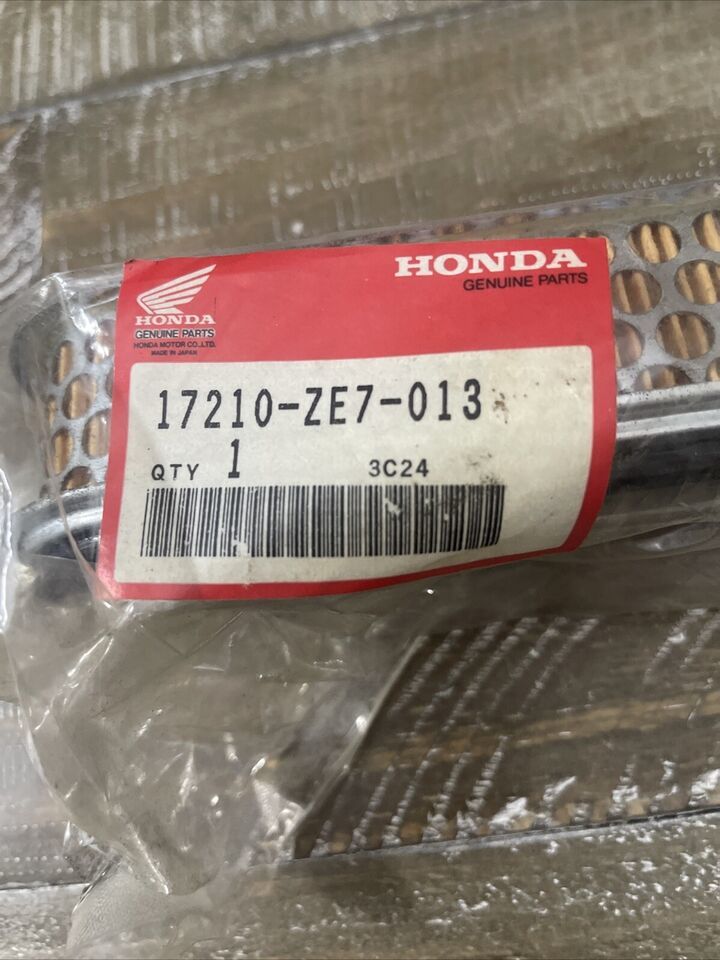 HONDA
GENUINE PARTS
HONDA MOTOR CO.,LTD.
MADE IN JAPAN
HONDA
GENUINE PARTS
17210-ZE7-013
QTY 1 3C24